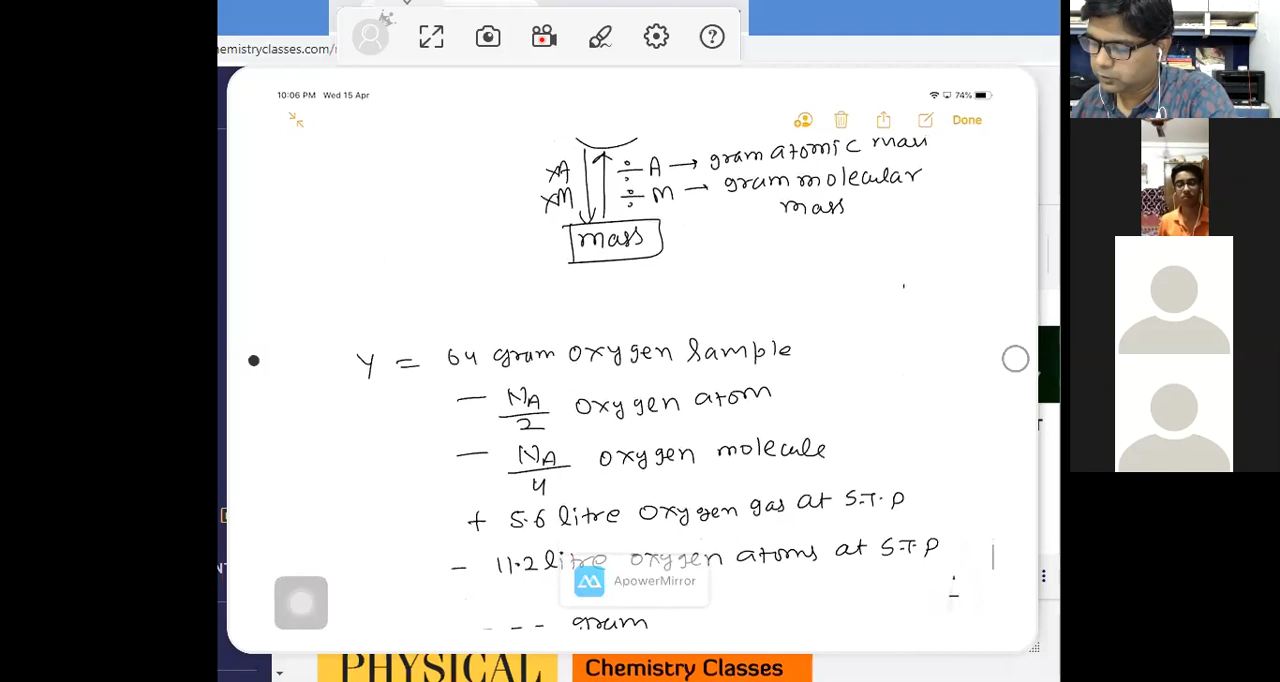 emistryclasses.com/
10:06 PM Wed 15 Apr
74%
Done
xA ÷ A → gram atomic mass
xM ÷ M → gram molecular
mass
mass
Y = 64 gram oxygen sample
- NA/2 oxygen atom
- NA/4 oxygen molecule
+ 5.6 litre oxygen gas at S.T.P
- 11.2 litre oxygen atoms at S.T.P
ApowerMirror
--- gram
PHYSICAL
Chemistry Classes